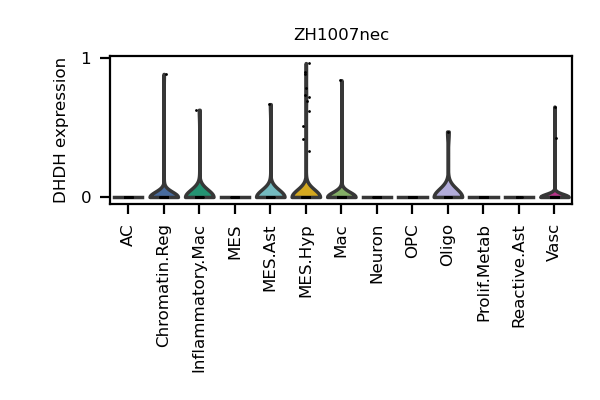 ZH1007nec
DHDH expression
1
0
AC
Chromatin.Reg
Inflammatory.Mac
MES
MES.Ast
MES.Hyp
Mac
Neuron
OPC
Oligo
Prolif.Metab
Reactive.Ast
Vasc